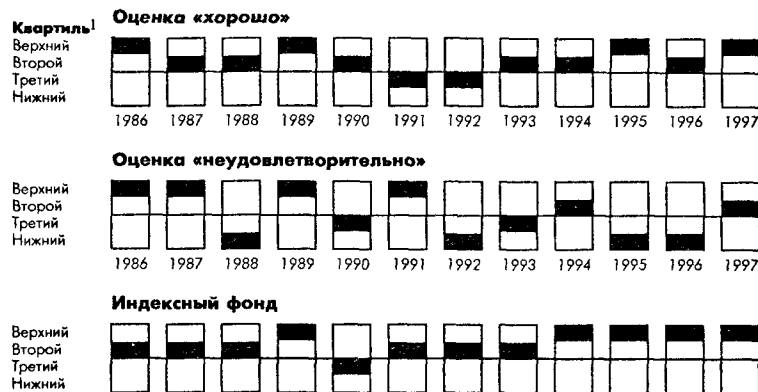 Оценка «хорошо»
Квартиль1
Верхний
Второй
Третий
Нижний
1986 1987 1988 1989 1990 1991 1992 1993 1994 1995 1996 1997
Оценка «неудовлетворительно»
Верхний
Второй
Третий
Нижний
1986 1987 1988 1989 1990 1991 1992 1993 1994 1995 1996 1997
Индексный фонд
Верхний
Второй
Третий
Нижний